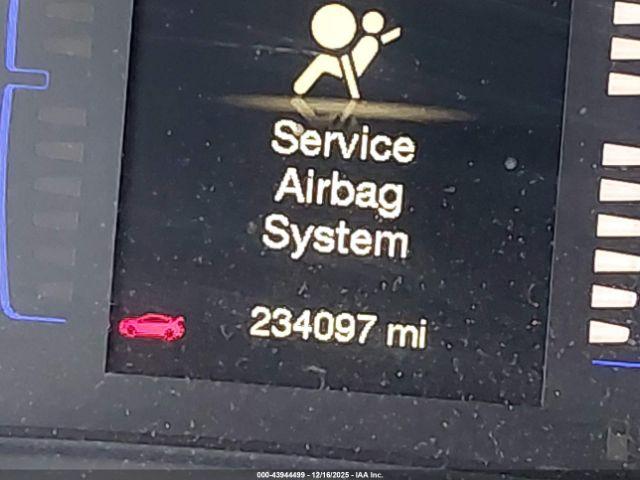 Service
Airbag
System
234097 mi
000-43944499 - 12/16/2025 - IAA Inc.